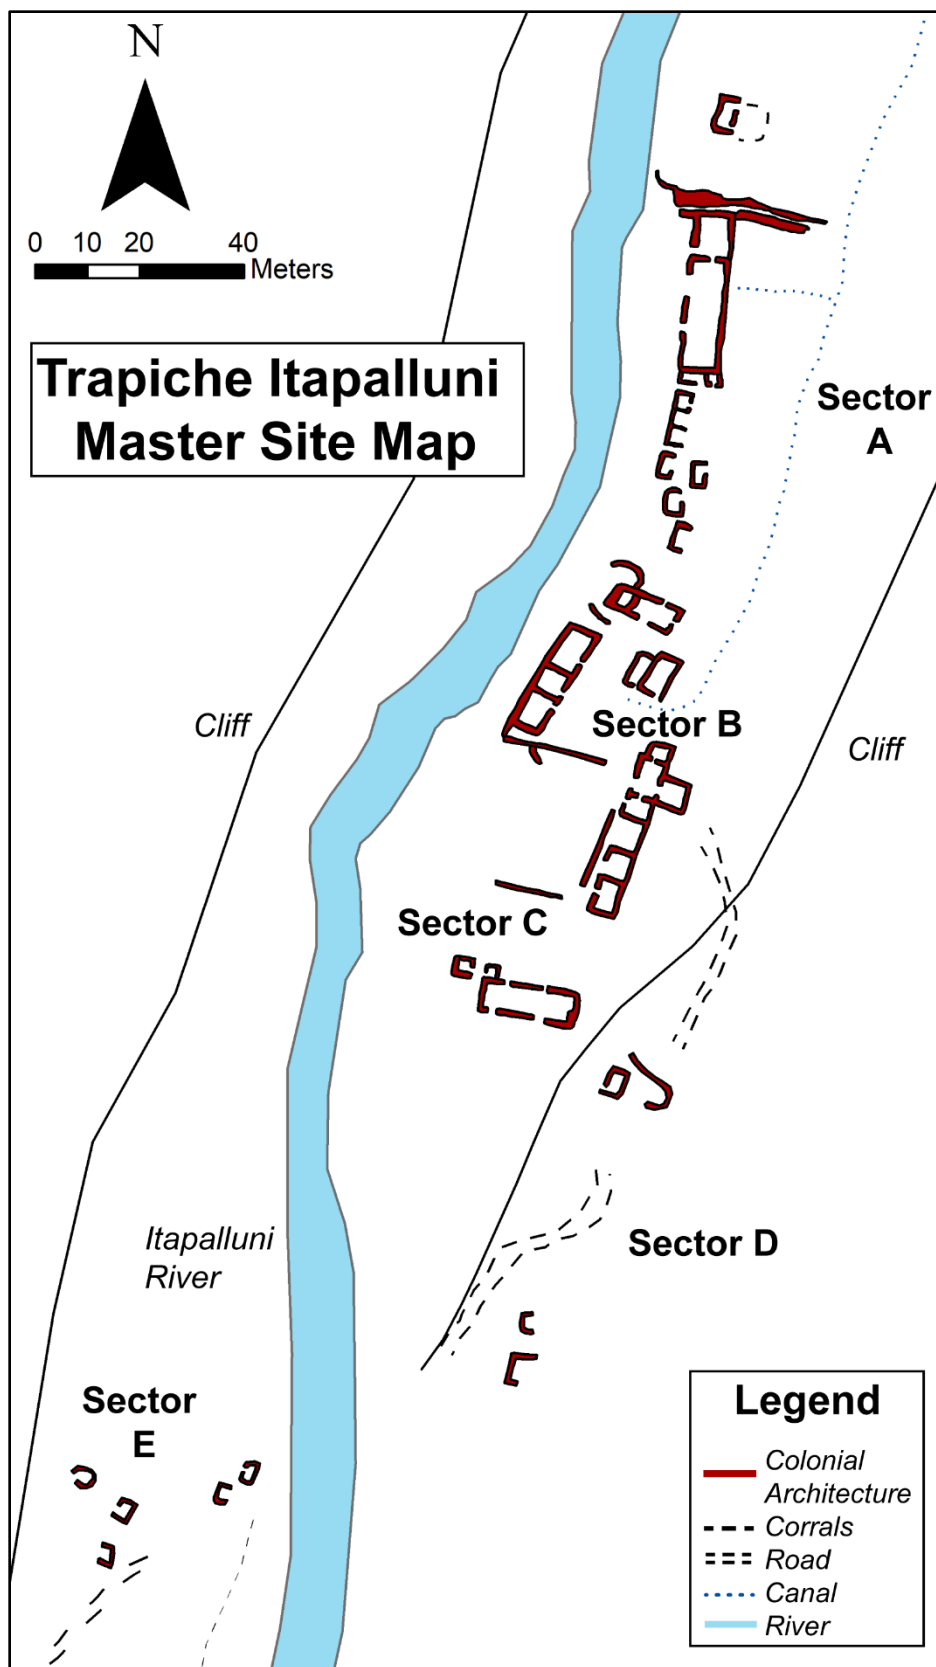 N
0 10 20 40
Meters
Trapiche Itapalluni
Master Site Map
Sector
A
Cliff
Sector B
Cliff
Sector C
Itapalluni
River
Sector D
Sector
E
Legend
Colonial
Architecture
Corrals
Road
Canal
River